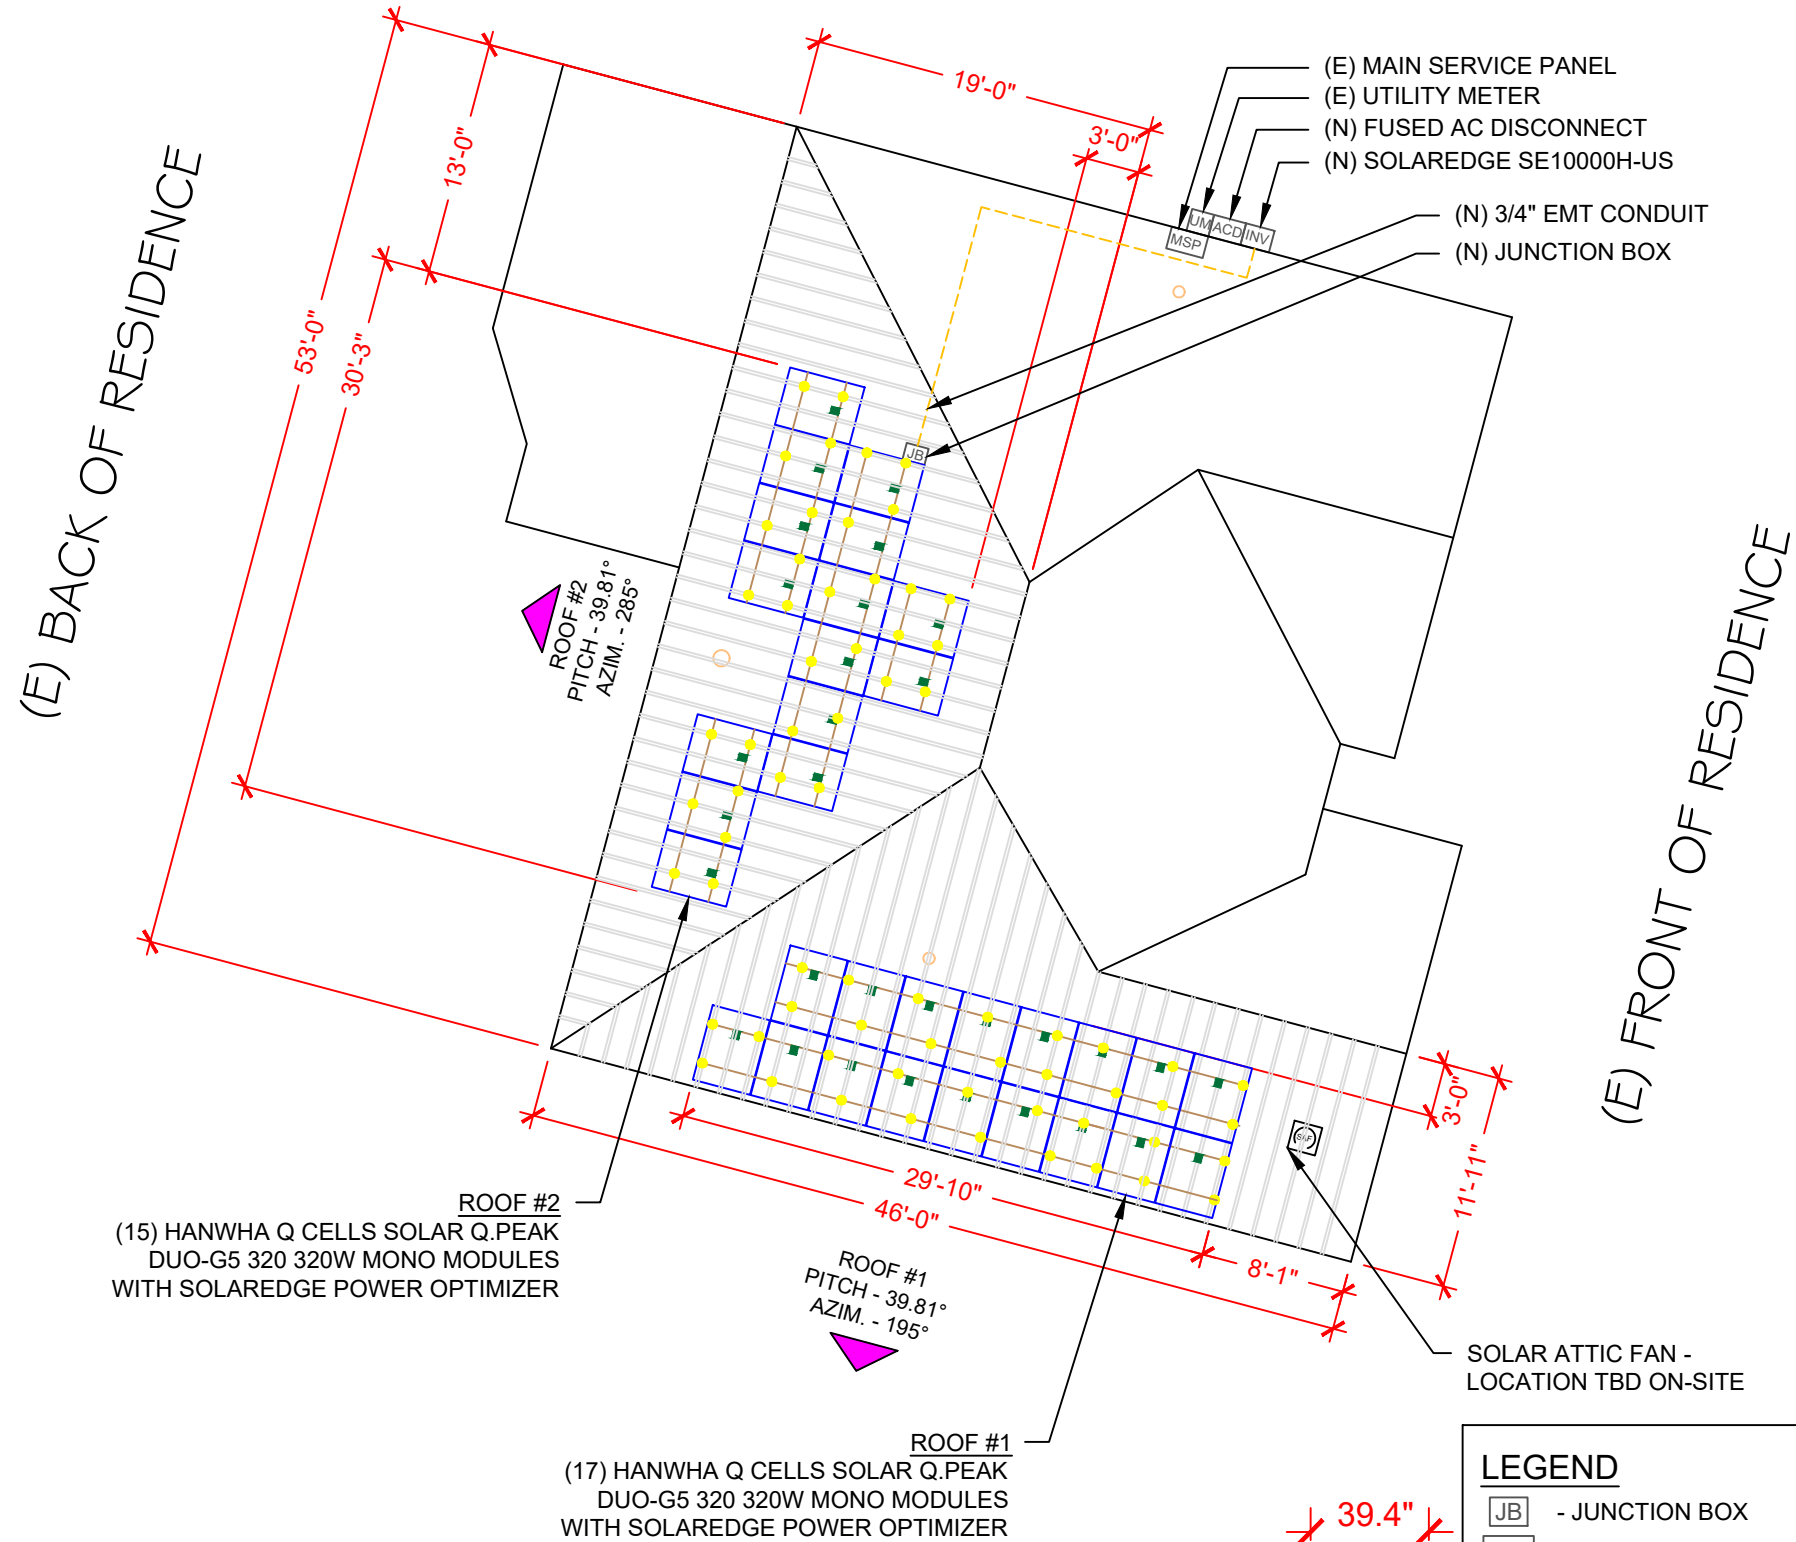 (E) MAIN SERVICE PANEL
(E) UTILITY METER
(N) FUSED AC DISCONNECT
(N) SOLAREDGE SE10000H-US
(N) 3/4" EMT CONDUIT
(N) JUNCTION BOX
19'-0"
3'-0"
13'-0"
53'-0"
30'-3"
UM
ACD
INV
MSP
JB
(E) BACK OF RESIDENCE
(E) FRONT OF RESIDENCE
ROOF #2
PITCH - 39.81°
AZIM. - 285°
3'-0"
11'-11"
SAF
29'-10"
46'-0"
8'-1"
ROOF #2
(15) HANWHA Q CELLS SOLAR Q.PEAK
DUO-G5 320 320W MONO MODULES
WITH SOLAREDGE POWER OPTIMIZER
ROOF #1
PITCH - 39.81°
AZIM. - 195°
SOLAR ATTIC FAN -
LOCATION TBD ON-SITE
ROOF #1
(17) HANWHA Q CELLS SOLAR Q.PEAK
DUO-G5 320 320W MONO MODULES
WITH SOLAREDGE POWER OPTIMIZER
39.4"
LEGEND
JB - JUNCTION BOX